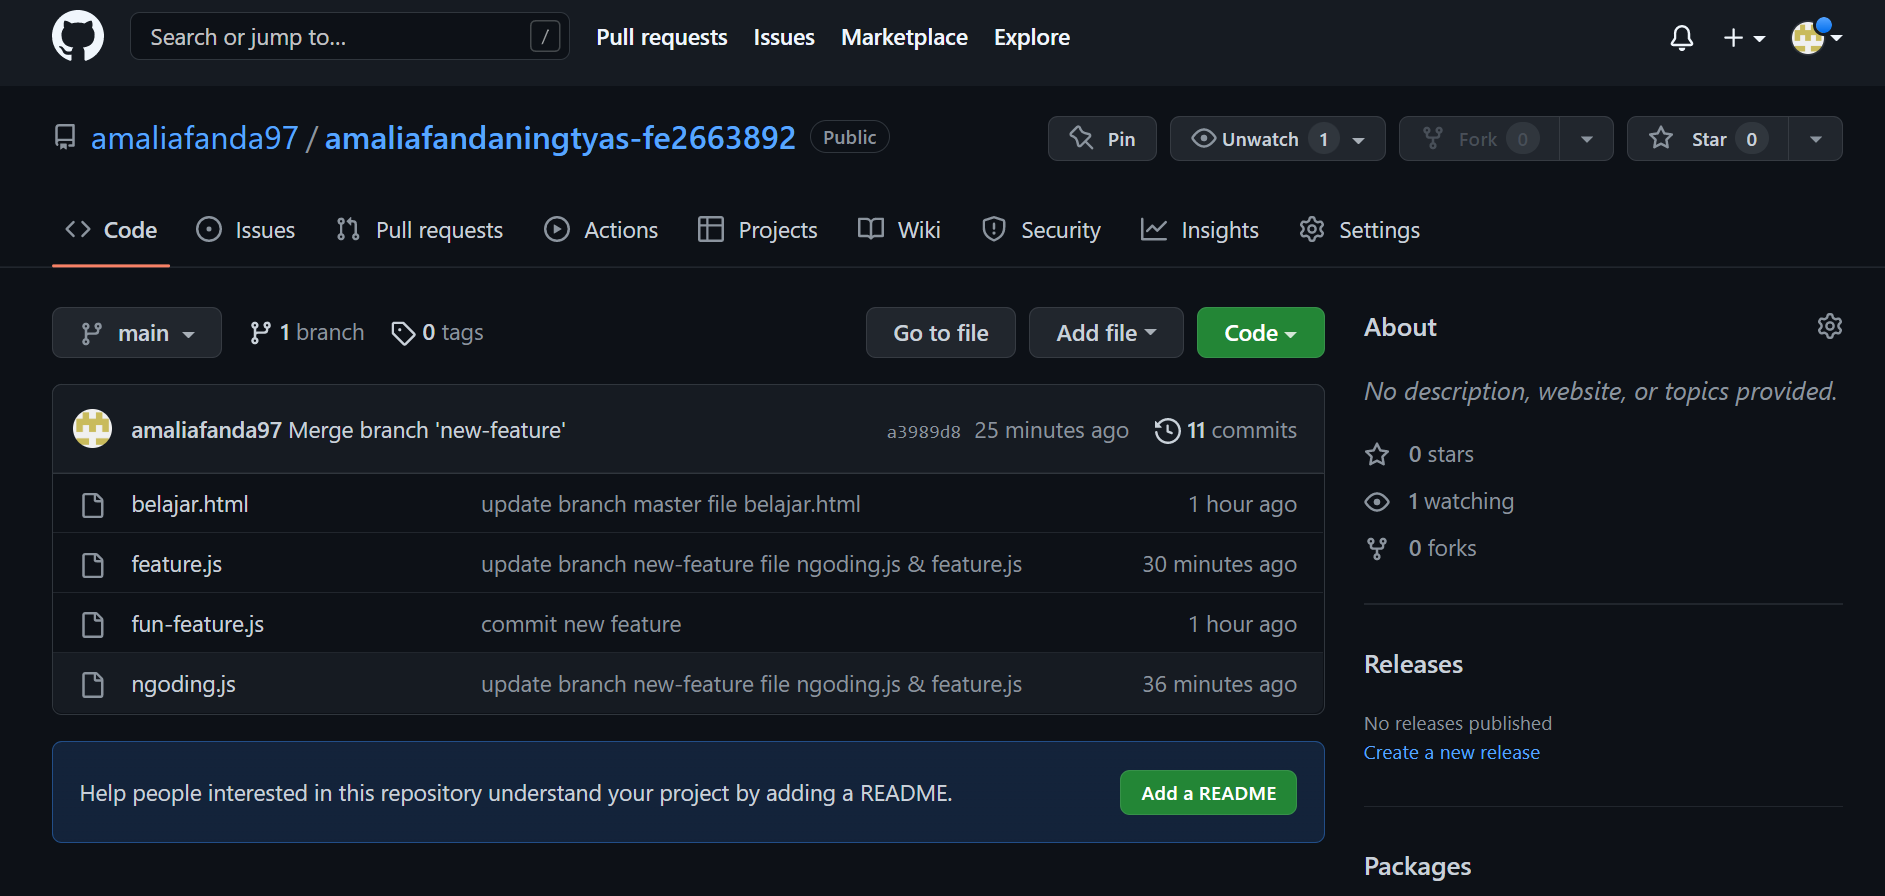 Search or jump to... /
Pull requests Issues Marketplace Explore
amaliafanda97 / amaliafandaningtyas-fe2663892 Public
Pin Unwatch 1 Fork 0 Star 0
Code Issues Pull requests Actions Projects Wiki Security Insights Settings
main 1 branch 0 tags Go to file Add file Code
amaliafanda97 Merge branch 'new-feature' a3989d8 25 minutes ago 11 commits
belajar.html update branch master file belajar.html 1 hour ago
feature.js update branch new-feature file ngoding.js & feature.js 30 minutes ago
fun-feature.js commit new feature 1 hour ago
ngoding.js update branch new-feature file ngoding.js & feature.js 36 minutes ago
Help people interested in this repository understand your project by adding a README. Add a README
About
No description, website, or topics provided.
0 stars
1 watching
0 forks
Releases
No releases published
Create a new release
Packages